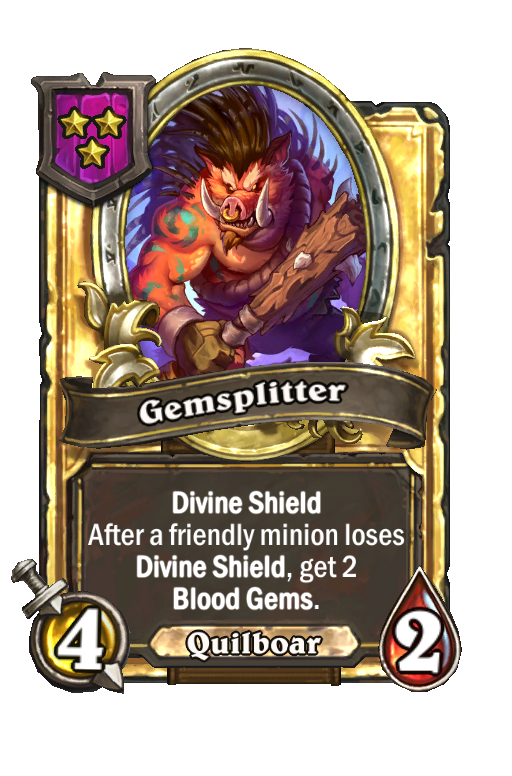 Gemsplitter
Divine Shield
After a friendly minion loses
Divine Shield, get 2
Blood Gems.
4
Quilboar
2